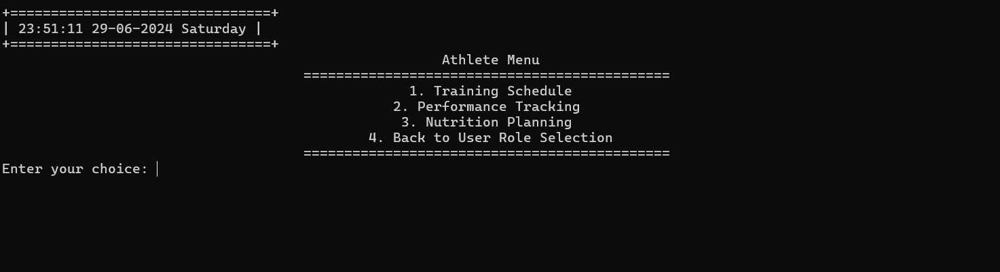 +================================+
| 23:51:11 29-06-2024 Saturday |
+================================+
Athlete Menu
=============================================
1. Training Schedule
2. Performance Tracking
3. Nutrition Planning
4. Back to User Role Selection
=============================================
Enter your choice: